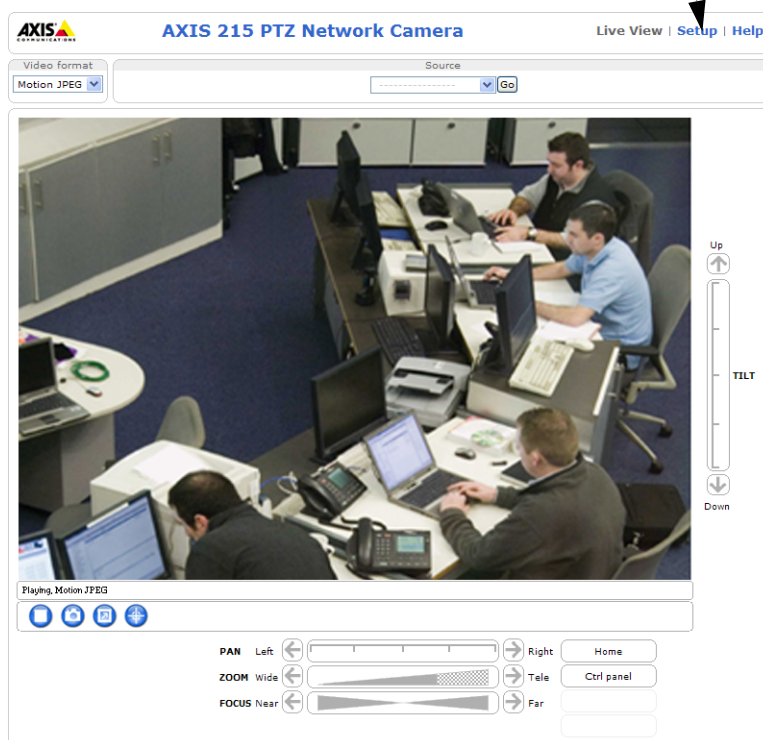 AXIS COMMUNICATIONS
AXIS 215 PTZ Network Camera
Live View | Setup | Help
Video format
Source
Motion JPEG
----------------
Go
Up
TILT
Down
Playing, Motion JPEG
PAN Left Right Home
ZOOM Wide Tele Ctrl panel
FOCUS Near Far